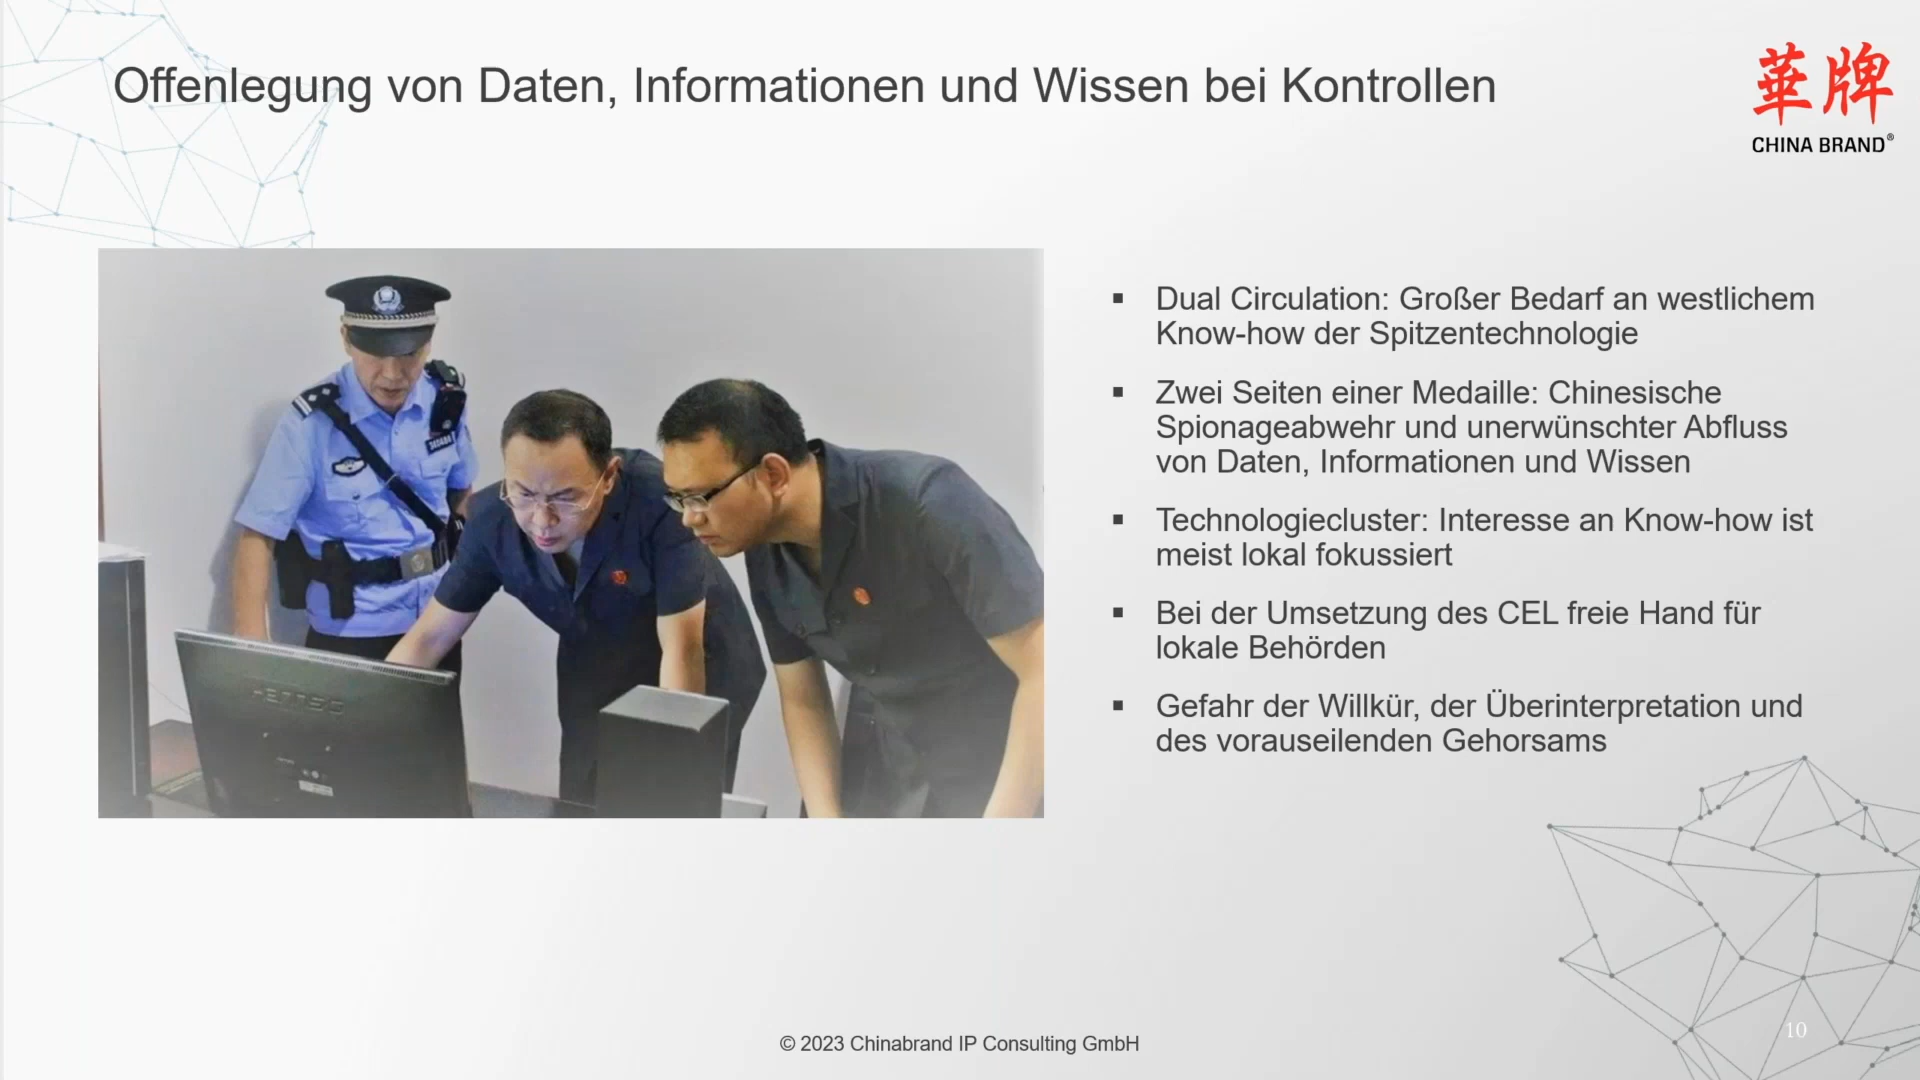 Offenlegung von Daten, Informationen und Wissen bei Kontrollen
華牌
CHINA BRAND®
▪ Dual Circulation: Großer Bedarf an westlichem
Know-how der Spitzentechnologie
▪ Zwei Seiten einer Medaille: Chinesische
Spionageabwehr und unerwünschter Abfluss
von Daten, Informationen und Wissen
▪ Technologiecluster: Interesse an Know-how ist
meist lokal fokussiert
▪ Bei der Umsetzung des CEL freie Hand für
lokale Behörden
▪ Gefahr der Willkür, der Überinterpretation und
des vorauseilenden Gehorsams
© 2023 Chinabrand IP Consulting GmbH
10